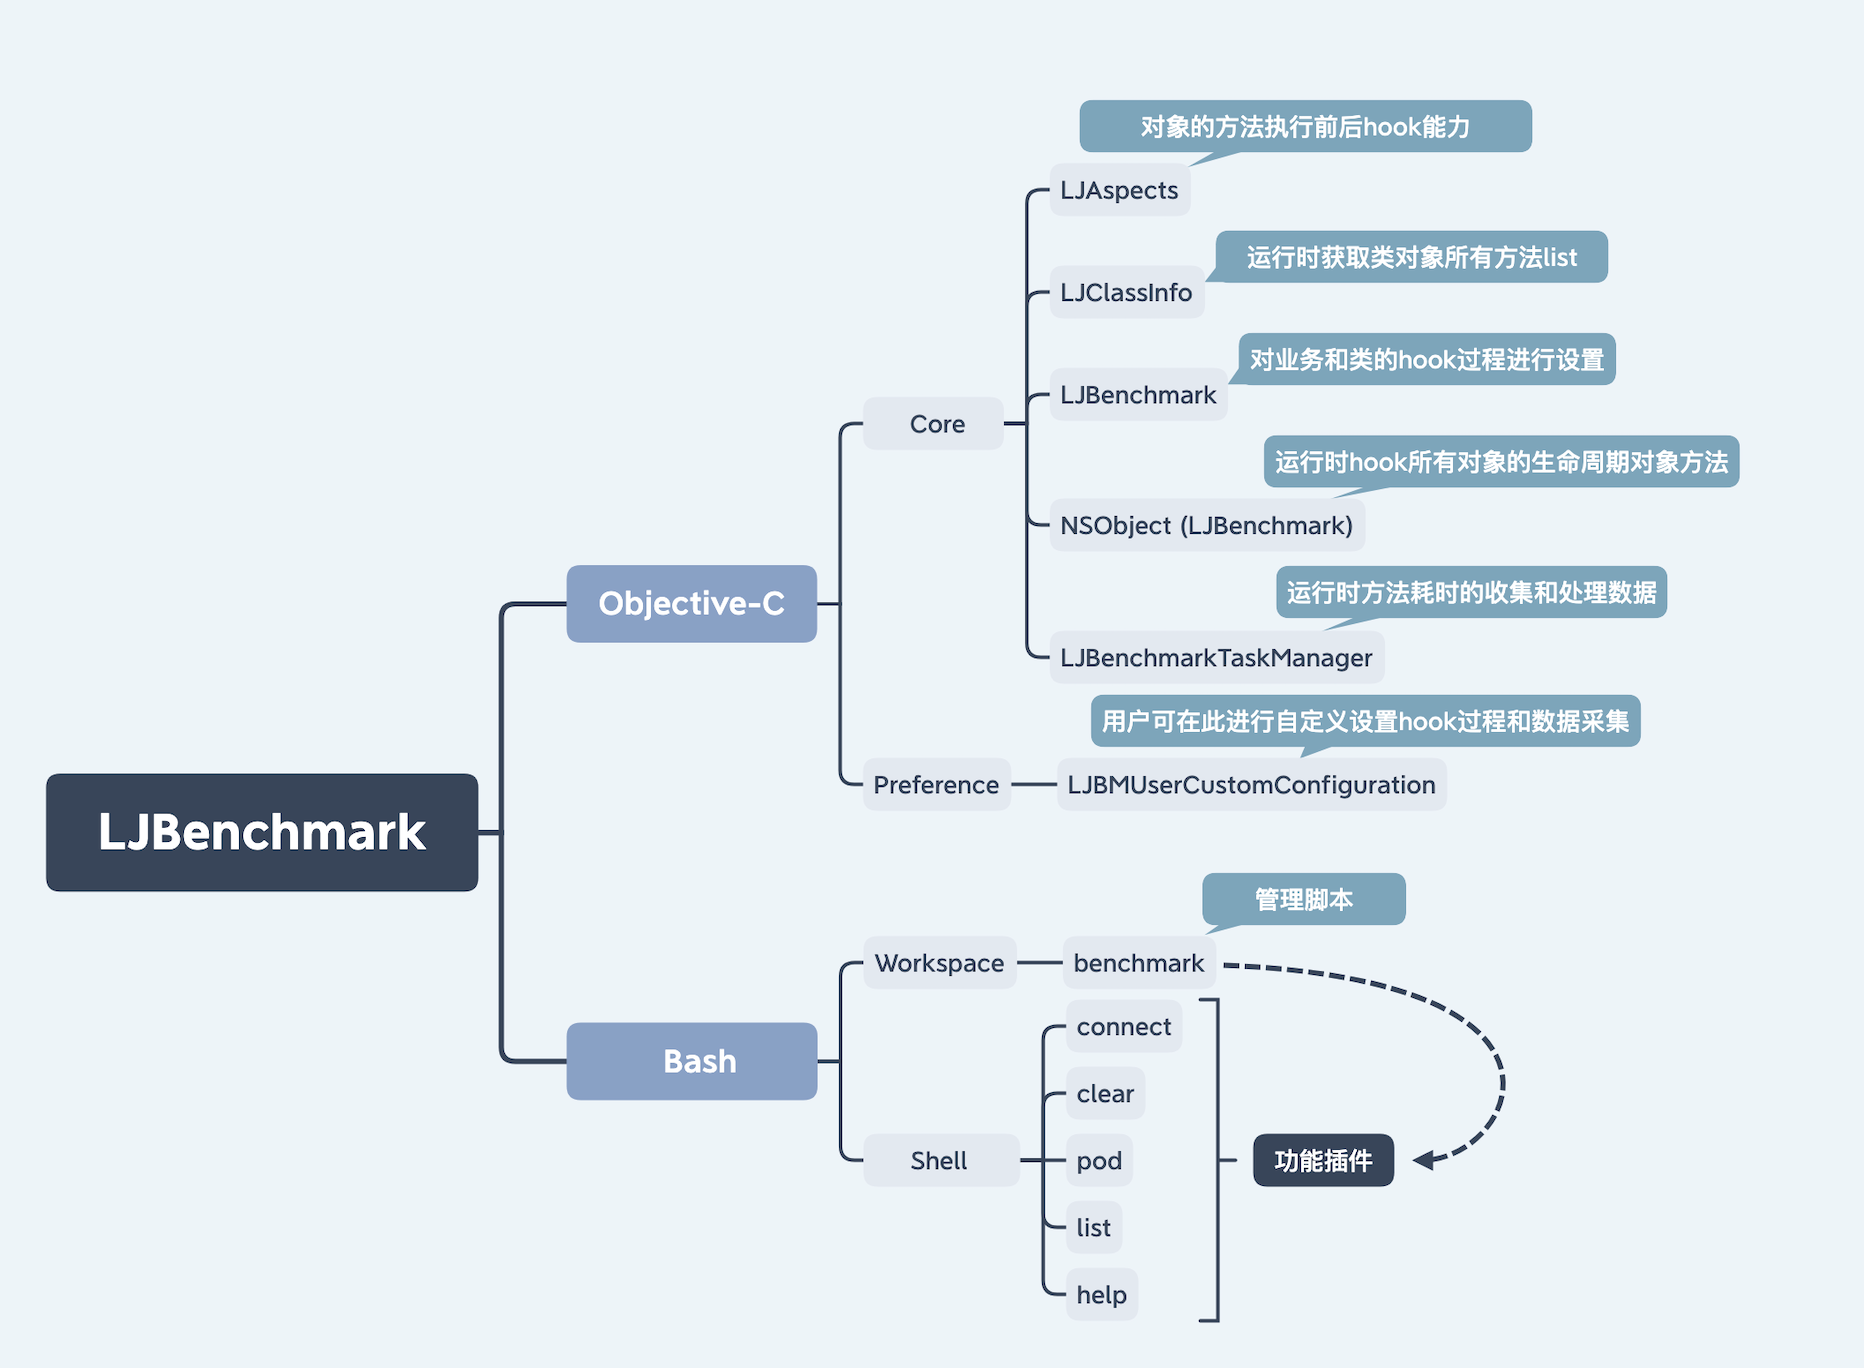 对象的方法执行前后hook能力
LJAspects
运行时获取类对象所有方法list
LJClassInfo
对业务和类的hook过程进行设置
LJBenchmark
Core
运行时hook所有对象的生命周期对象方法
NSObject (LJBenchmark)
Objective-C
运行时方法耗时的收集和处理数据
LJBenchmarkTaskManager
用户可在此进行自定义设置hook过程和数据采集
Preference
LJBMUserCustomConfiguration
LJBenchmark
管理脚本
Workspace
benchmark
connect
Bash
clear
Shell
pod
功能插件
list
help